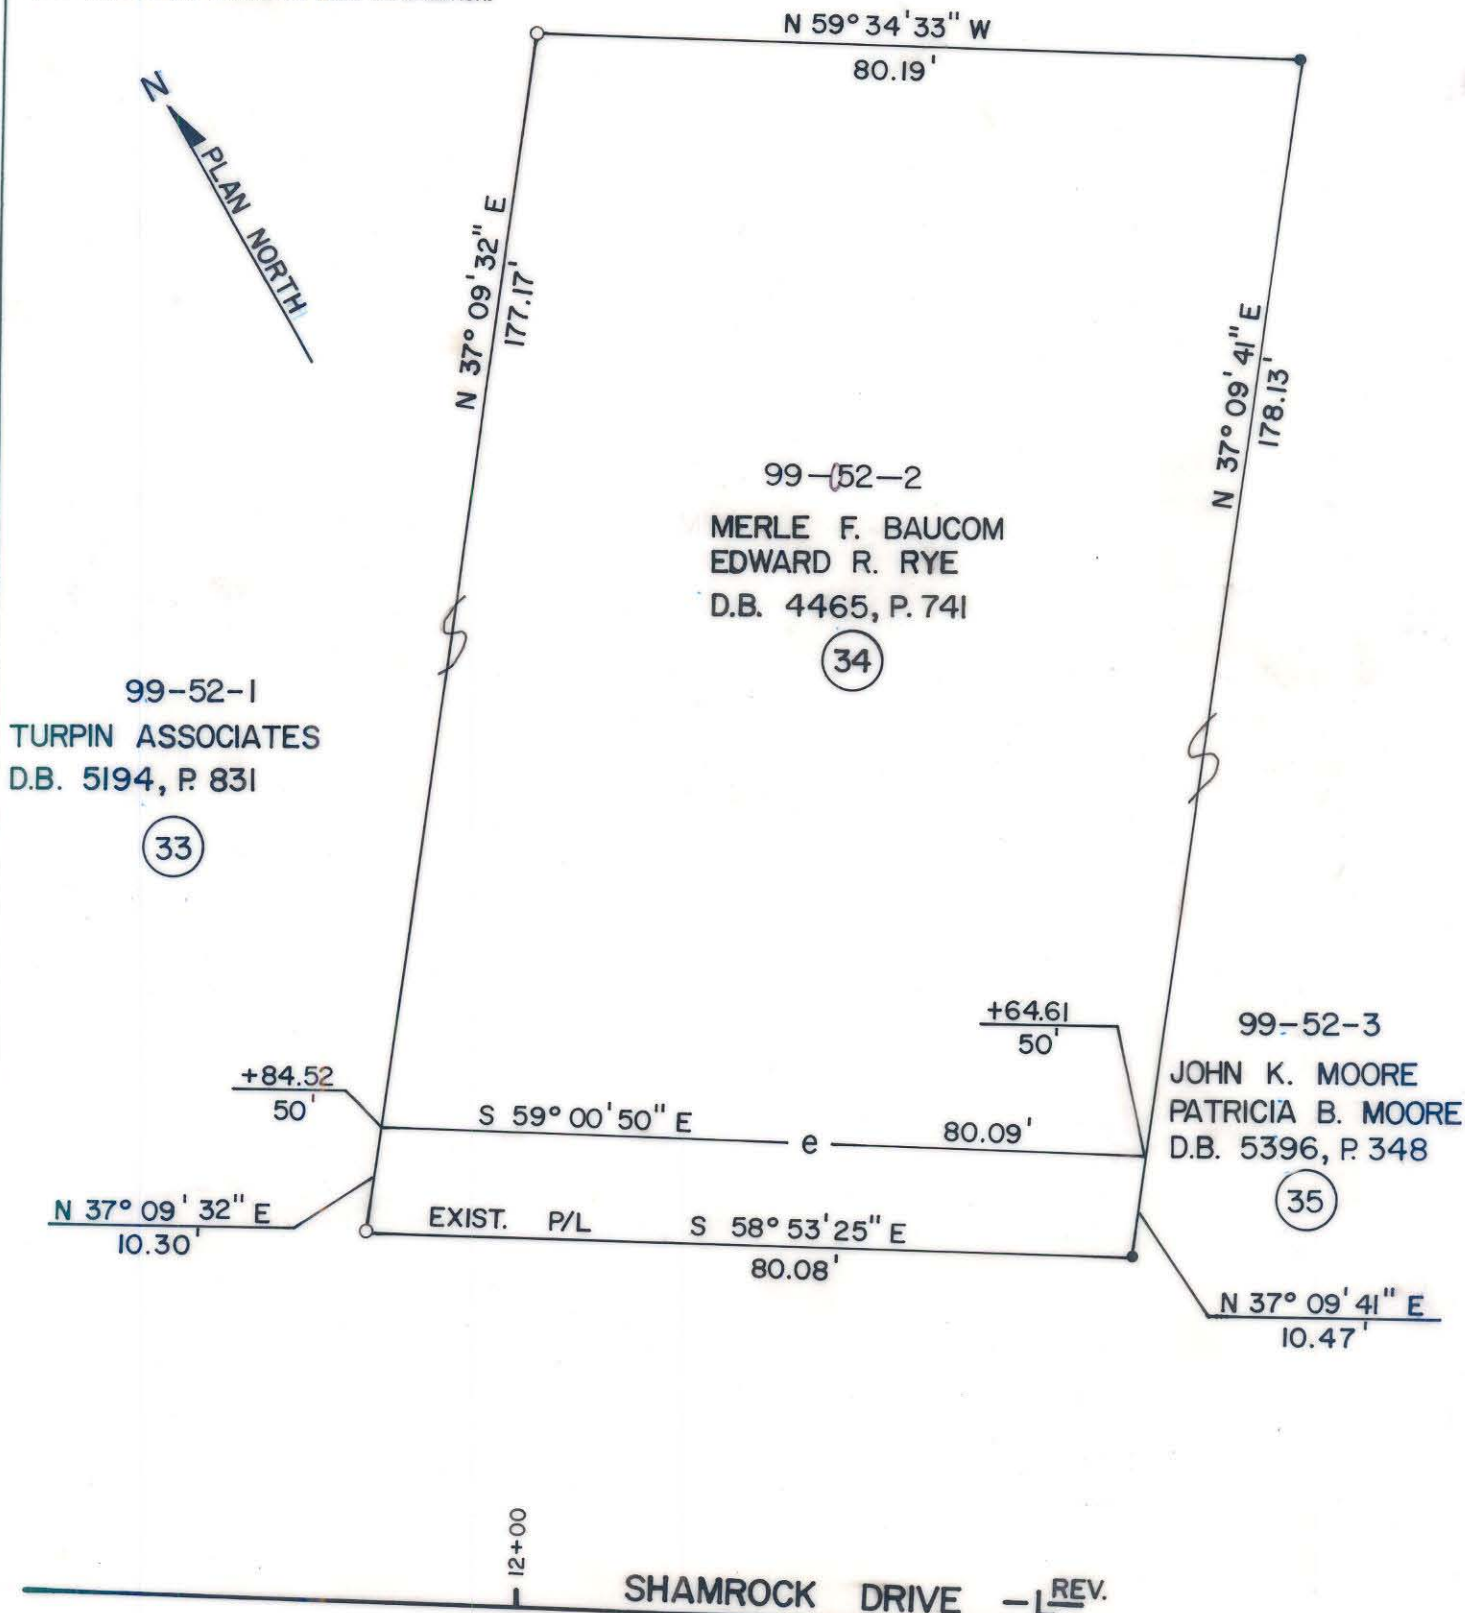 N 59° 34' 33" W
80.19'
N
PLAN NORTH
N 37° 09' 32" E
177.17'
N 37° 09' 41" E
178.13'
99-52-2
MERLE F. BAUCOM
EDWARD R. RYE
D.B. 4465, P. 741
34
99-52-1
TURPIN ASSOCIATES
D.B. 5194, P. 831
33
+64.61
50'
99-52-3
JOHN K. MOORE
PATRICIA B. MOORE
D.B. 5396, P. 348
35
+84.52
50'
S 59° 00' 50" E e 80.09'
N 37° 09' 32" E
10.30'
EXIST. P/L S 58° 53' 25" E
80.08'
N 37° 09' 41" E
10.47'
12+00
SHAMROCK DRIVE -L REV.